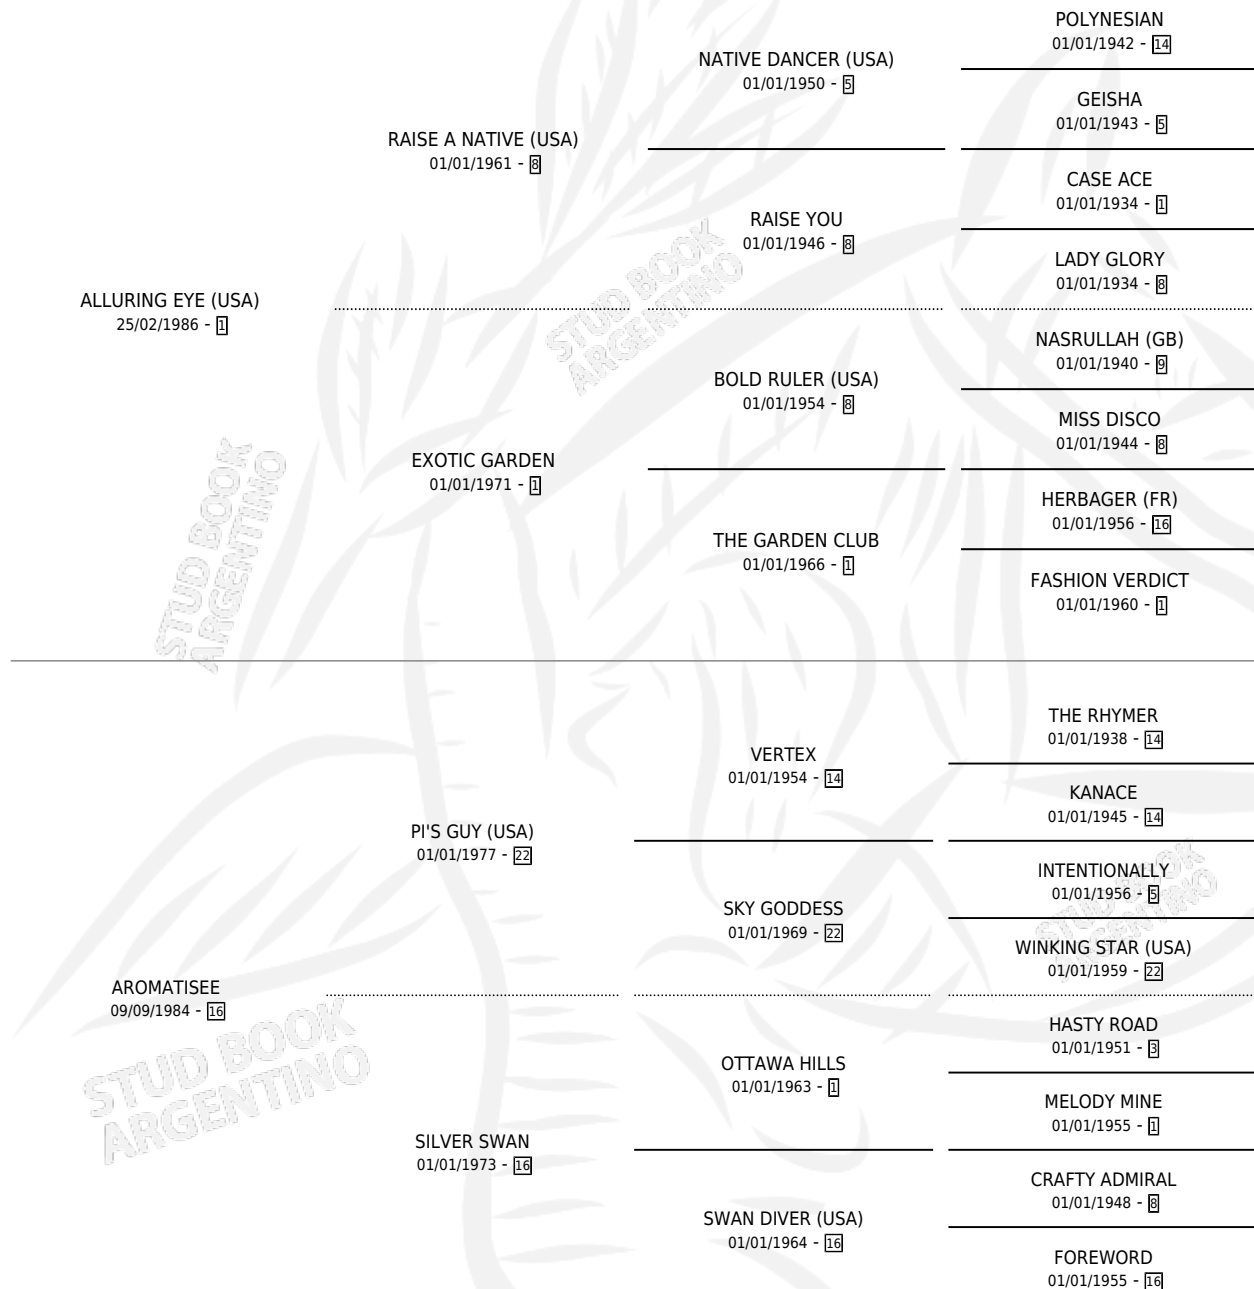 POLYNESIAN
01/01/1942 - 14
NATIVE DANCER (USA)
01/01/1950 - 5
GEISHA
01/01/1943 - 5
RAISE A NATIVE (USA)
01/01/1961 - 8
CASE ACE
01/01/1934 - 1
RAISE YOU
01/01/1946 - 8
LADY GLORY
01/01/1934 - 8
ALLURING EYE (USA)
25/02/1986 - 1
STUD BOOK
ARGENTINO
NASRULLAH (GB)
01/01/1940 - 9
BOLD RULER (USA)
01/01/1954 - 8
MISS DISCO
01/01/1944 - 8
EXOTIC GARDEN
01/01/1971 - 1
HERBAGER (FR)
01/01/1956 - 16
THE GARDEN CLUB
01/01/1966 - 1
FASHION VERDICT
01/01/1960 - 1
STUD BOOK
ARGENTINO
THE RHYMER
01/01/1938 - 14
VERTEX
01/01/1954 - 14
KANACE
01/01/1945 - 14
PI'S GUY (USA)
01/01/1977 - 22
INTENTIONALLY
01/01/1956 - 5
SKY GODDESS
01/01/1969 - 22
WINKING STAR (USA)
01/01/1959 - 22
STUD BOOK
ARGENTINO
AROMATISEE
09/09/1984 - 16
HASTY ROAD
01/01/1951 - 3
OTTAWA HILLS
01/01/1963 - 1
MELODY MINE
01/01/1955 - 1
STUD BOOK
ARGENTINO
SILVER SWAN
01/01/1973 - 16
CRAFTY ADMIRAL
01/01/1948 - 8
SWAN DIVER (USA)
01/01/1964 - 16
FOREWORD
01/01/1955 - 16